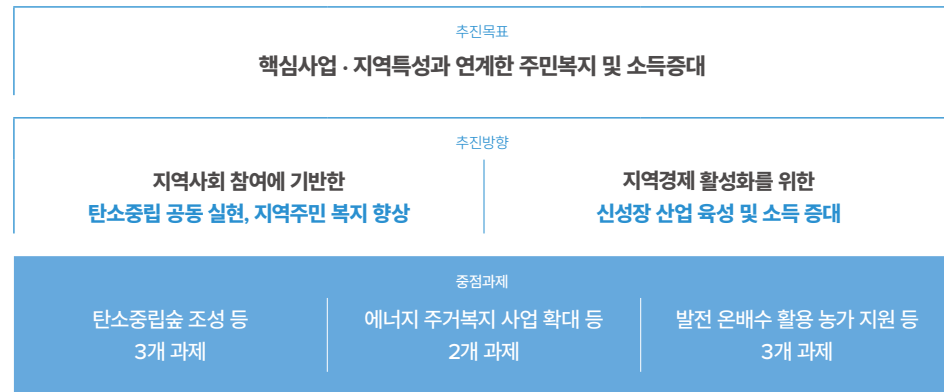 추진목표
핵심사업 · 지역특성과 연계한 주민복지 및 소득증대
추진방향
지역사회 참여에 기반한
탄소중립 공동 실현, 지역주민 복지 향상
지역경제 활성화를 위한
신성장 산업 육성 및 소득 증대
중점과제
탄소중립숲 조성 등
3개 과제
에너지 주거복지 사업 확대 등
2개 과제
발전 온배수 활용 농가 지원 등
3개 과제